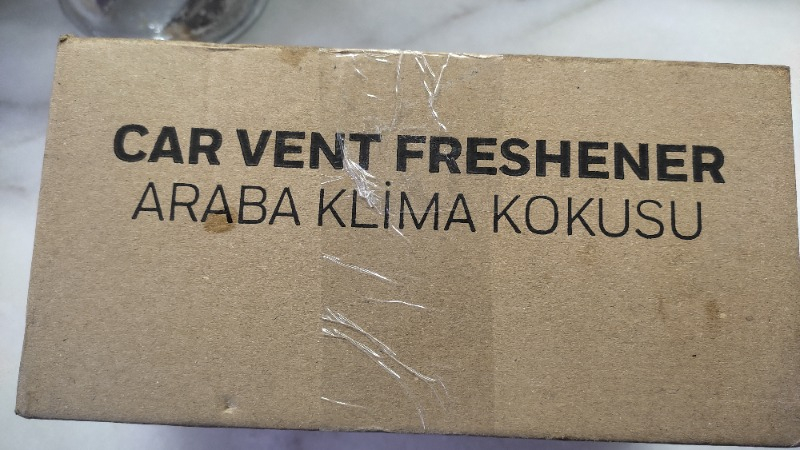 CAR VENT FRESHENER
ARABA KLİMA KOKUSU